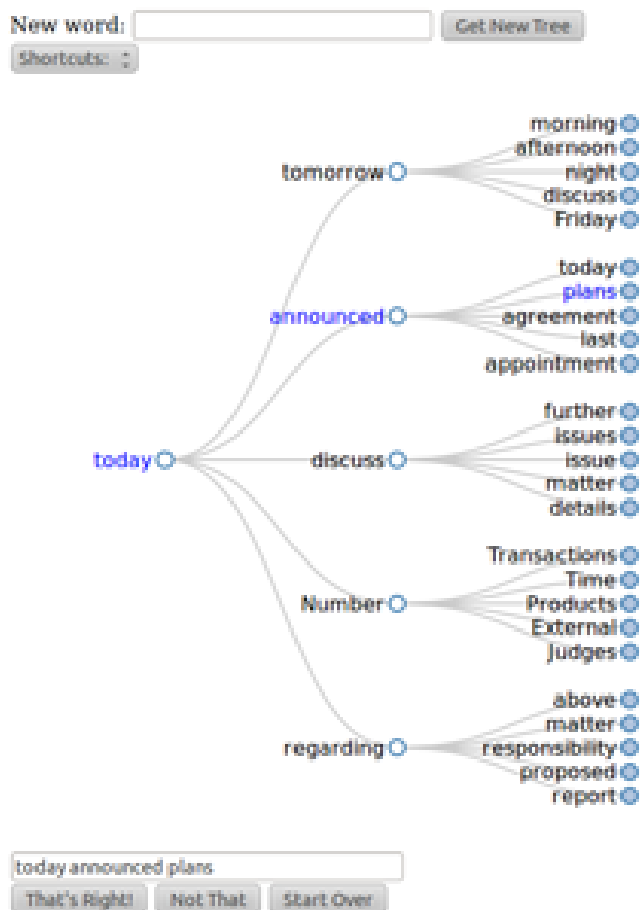 New word:
Get New Tree
Shortcuts:
morning
afternoon
tomorrow
night
discuss
Friday
today
plans
announced
agreement
last
appointment
further
issues
today
discuss
issue
matter
details
Transactions
Time
Number
Products
External
Judges
above
matter
regarding
responsibility
proposed
report
today announced plans
That's Right!
Not That
Start Over